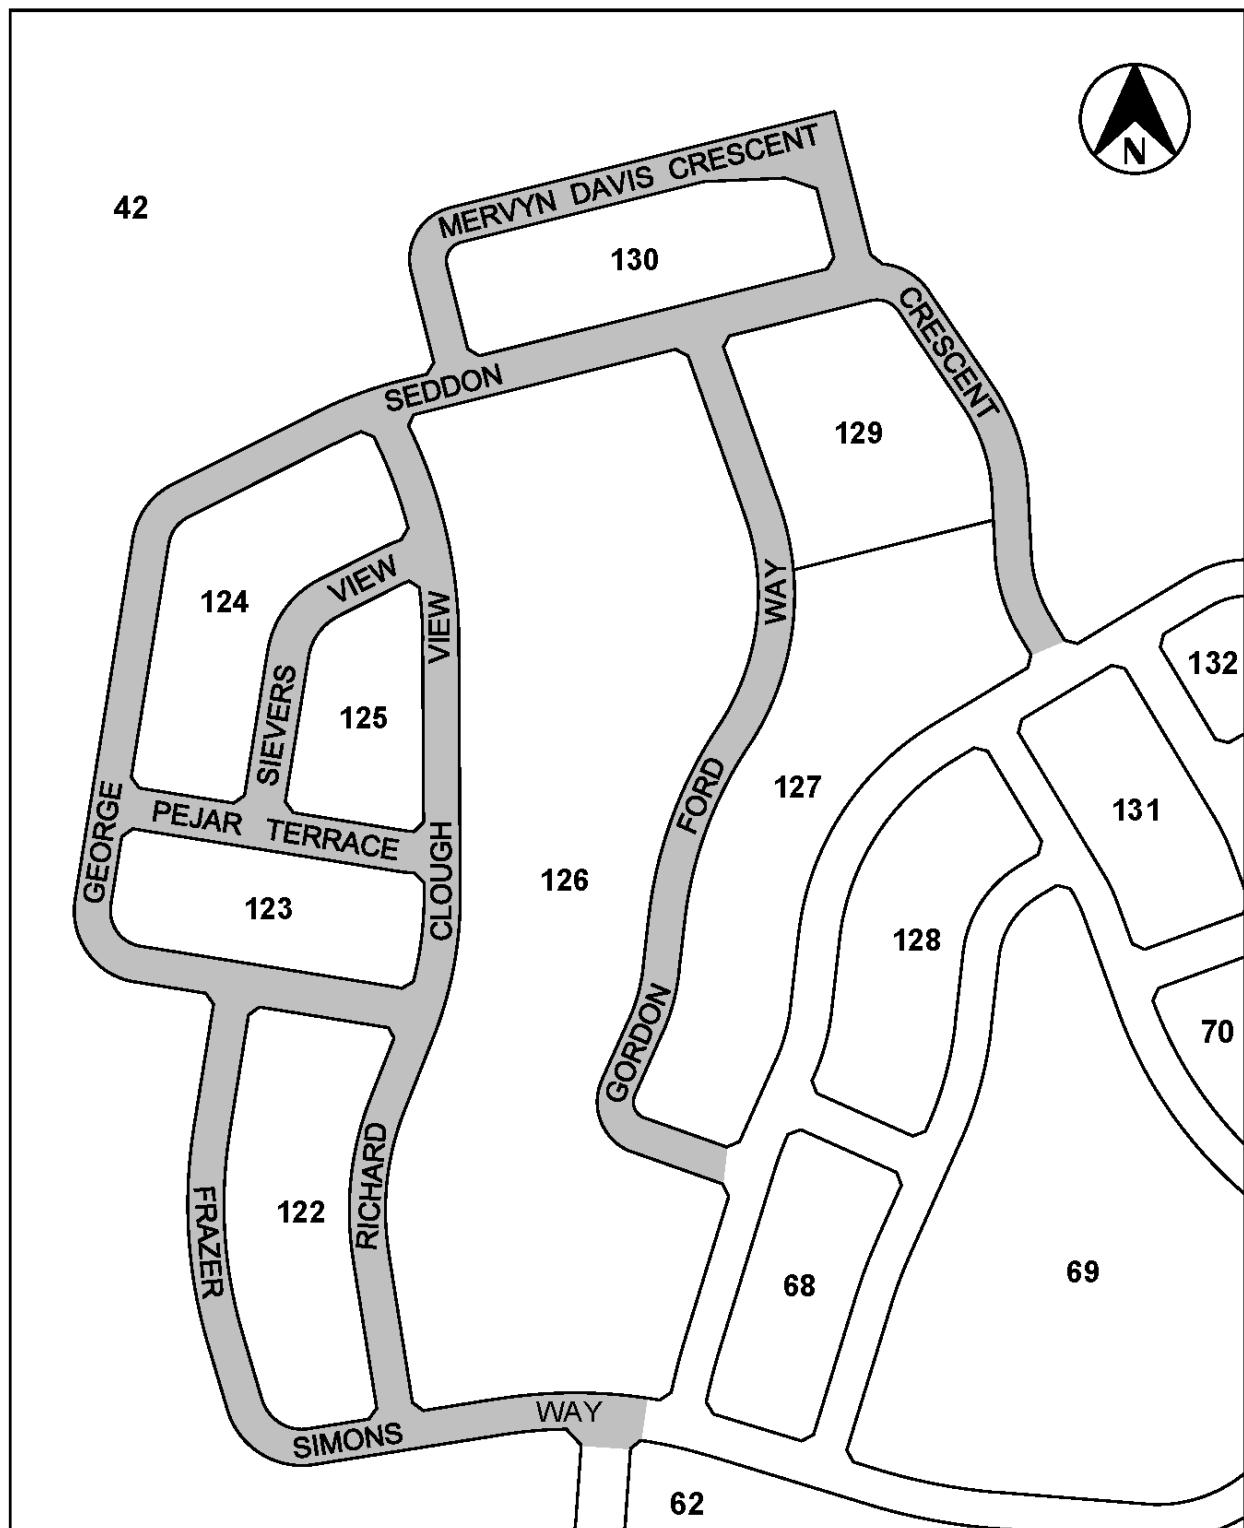 N
42
MERVYN DAVIS CRESCENT
130
CRESCENT
SEDDON
129
124
VIEW
WAY
VIEW
132
SIEVERS
125
FORD
127
131
GEORGE
PEJAR TERRACE
CLOUGH
126
123
128
GORDON
70
RICHARD
FRAZER
122
69
68
WAY
SIMONS
62